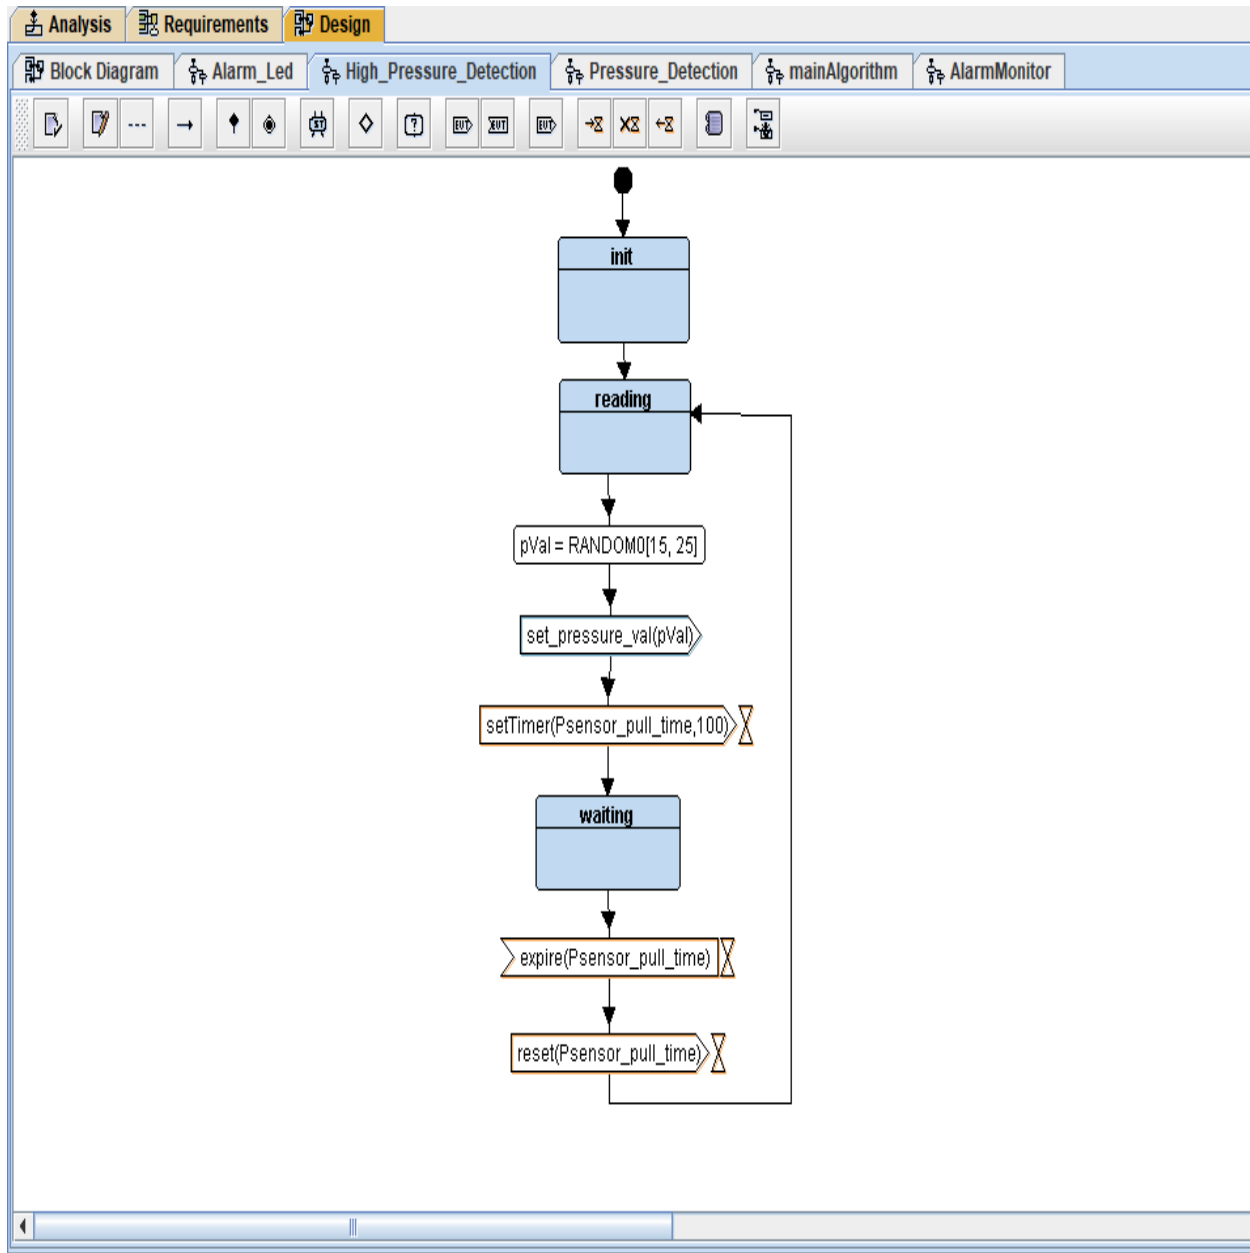 Analysis Requirements Design
Block Diagram Alarm_Led High_Pressure_Detection Pressure_Detection mainAlgorithm AlarmMonitor
init
reading
pVal = RANDOM0[15, 25]
set_pressure_val(pVal)
setTimer(Psensor_pull_time,100)
waiting
expire(Psensor_pull_time)
reset(Psensor_pull_time)